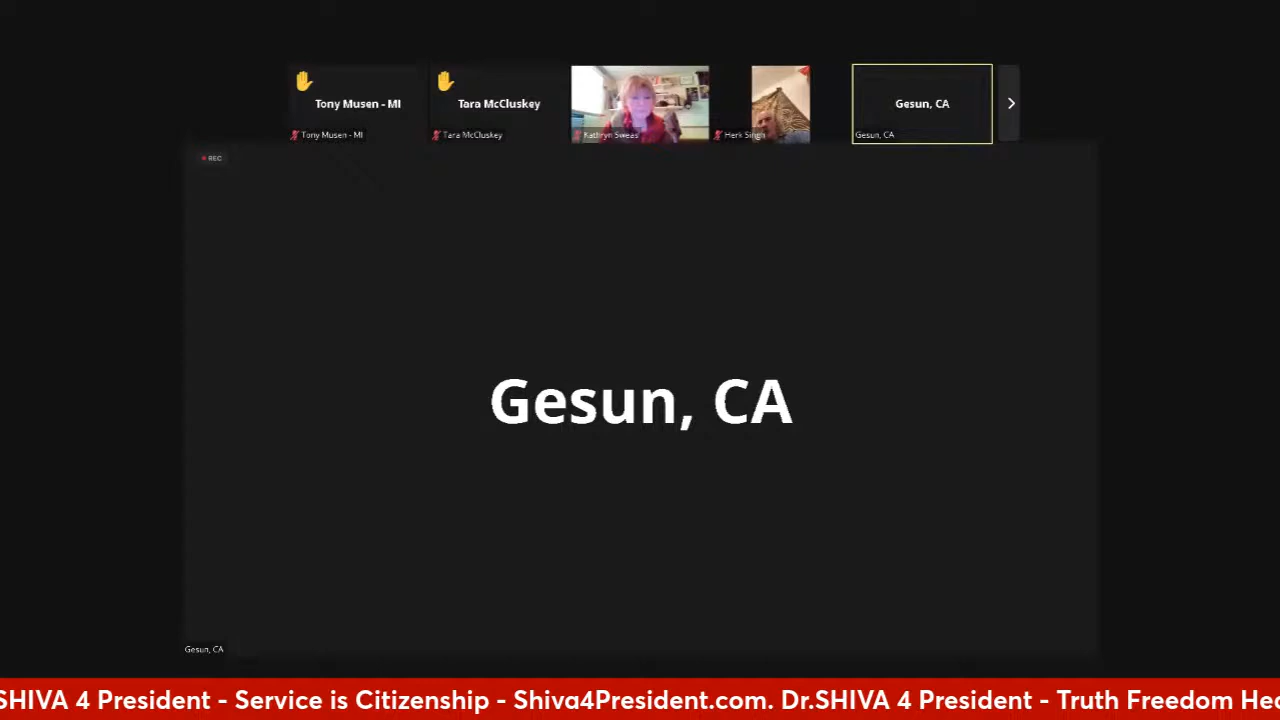 Tony Musen - MI
Tara McCluskey
Gesun, CA
Tony Musen - MI
Tara McCluskey
Kathryn Sweas
Herk Singh
Gesun, CA
REC
Gesun, CA
Gesun, CA
SHIVA 4 President - Service is Citizenship - Shiva4President.com. Dr.SHIVA 4 President - Truth Freedom Hea